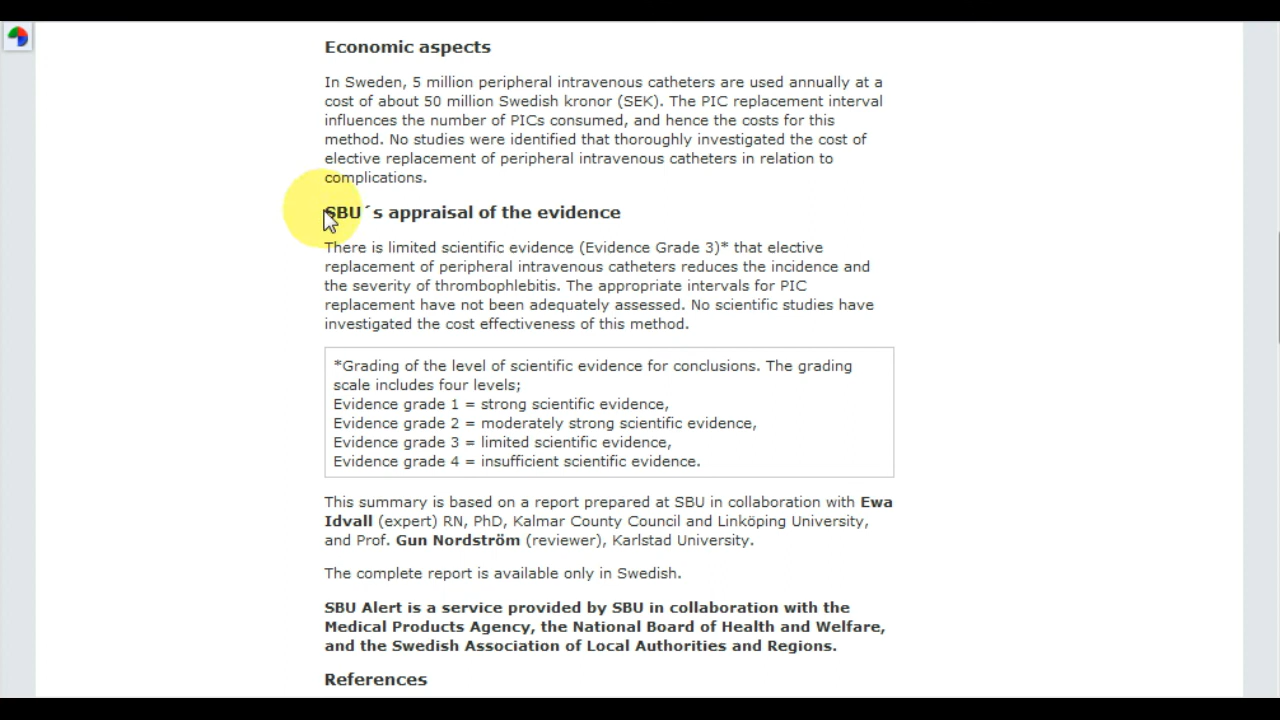 Economic aspects
In Sweden, 5 million peripheral intravenous catheters are used annually at a
cost of about 50 million Swedish kronor (SEK). The PIC replacement interval
influences the number of PICs consumed, and hence the costs for this
method. No studies were identified that thoroughly investigated the cost of
elective replacement of peripheral intravenous catheters in relation to
complications.
SBU´s appraisal of the evidence
There is limited scientific evidence (Evidence Grade 3)* that elective
replacement of peripheral intravenous catheters reduces the incidence and
the severity of thrombophlebitis. The appropriate intervals for PIC
replacement have not been adequately assessed. No scientific studies have
investigated the cost effectiveness of this method.
*Grading of the level of scientific evidence for conclusions. The grading
scale includes four levels;
Evidence grade 1 = strong scientific evidence,
Evidence grade 2 = moderately strong scientific evidence,
Evidence grade 3 = limited scientific evidence,
Evidence grade 4 = insufficient scientific evidence.
This summary is based on a report prepared at SBU in collaboration with Ewa
Idvall (expert) RN, PhD, Kalmar County Council and Linköping University,
and Prof. Gun Nordström (reviewer), Karlstad University.
The complete report is available only in Swedish.
SBU Alert is a service provided by SBU in collaboration with the
Medical Products Agency, the National Board of Health and Welfare,
and the Swedish Association of Local Authorities and Regions.
References